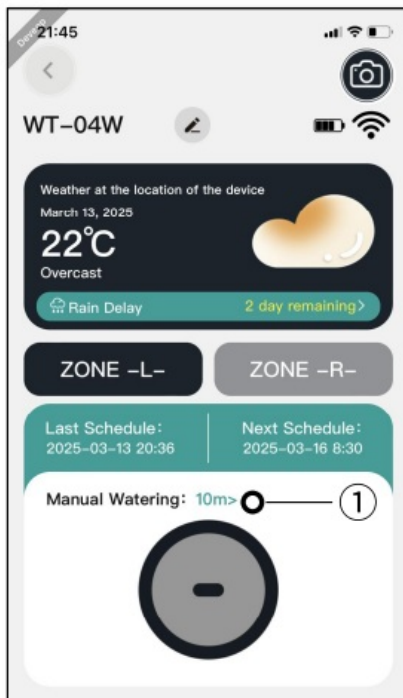 Develop
21:45
WT-04W
Weather at the location of the device
March 13, 2025
22℃
Overcast
Rain Delay 2 day remaining>
ZONE -L- ZONE -R-
Last Schedule: Next Schedule:
2025-03-13 20:36 2025-03-16 8:30
Manual Watering: 10m> ①